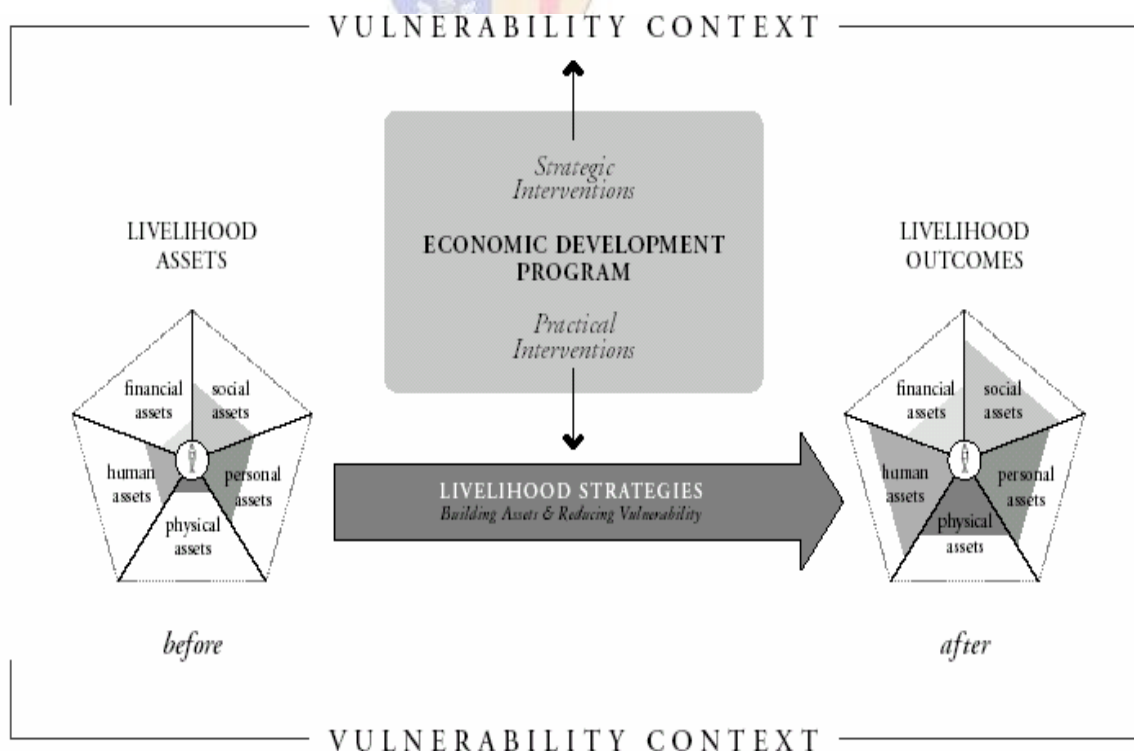 VULNERABILITY CONTEXT
Strategic
Interventions
ECONOMIC DEVELOPMENT
PROGRAM
Practical
Interventions
LIVELIHOOD
ASSETS
financial
assets
social
assets
human
assets
personal
assets
physical
assets
before
LIVELIHOOD STRATEGIES
Building Assets & Reducing Vulnerability
LIVELIHOOD
OUTCOMES
financial
assets
social
assets
human
assets
personal
assets
physical
assets
after
VULNERABILITY CONTEXT